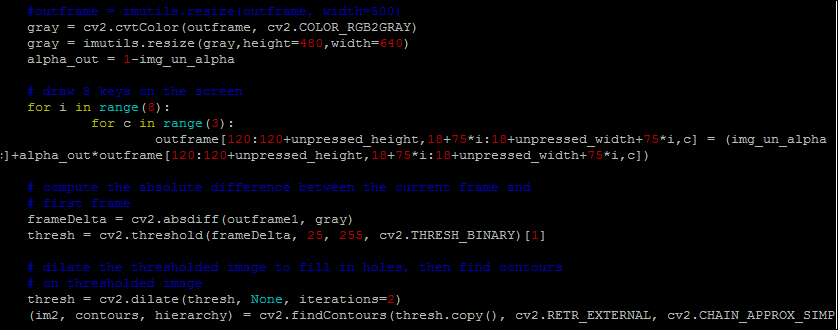 #outframe = imutils.resize(outframe, width=500)
gray = cv2.cvtColor(outframe, cv2.COLOR_RGB2GRAY)
gray = imutils.resize(gray,height=480,width=640)
alpha_out = 1-img_un_alpha
# draw 8 keys on the screen
for i in range(8):
for c in range(3):
outframe[120:120+unpressed_height,18+75*i:18+unpressed_width+75*i,c] = (img_un_alpha
:]+alpha_out*outframe[120:120+unpressed_height,18+75*i:18+unpressed_width+75*i,c])
# compute the absolute difference between the current frame and
# first frame
frameDelta = cv2.absdiff(outframe1, gray)
thresh = cv2.threshold(frameDelta, 25, 255, cv2.THRESH_BINARY)[1]
# dilate the thresholded image to fill in holes, then find contours
# on thresholded image
thresh = cv2.dilate(thresh, None, iterations=2)
(im2, contours, hierarchy) = cv2.findContours(thresh.copy(), cv2.RETR_EXTERNAL, cv2.CHAIN_APPROX_SIMP